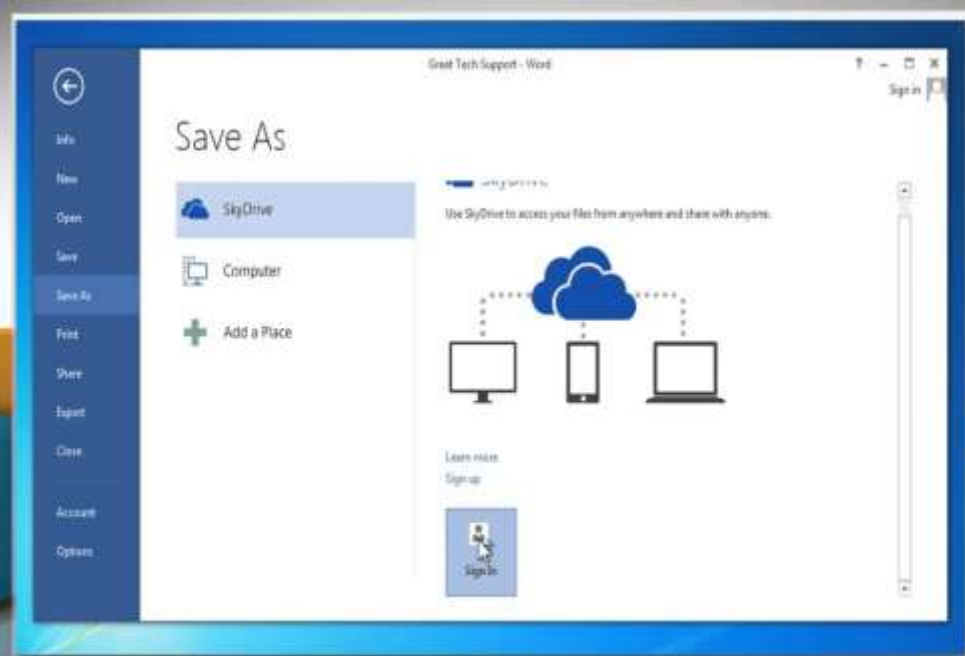 Great Tech Support - Word
?
Sign in
Info
New
Open
Save
Save As
Print
Share
Export
Close
Account
Options
Save As
SkyDrive
Computer
Add a Place
SkyDrive
Use SkyDrive to access your files from anywhere and share with anyone.
Learn more
Sign up
Sign In